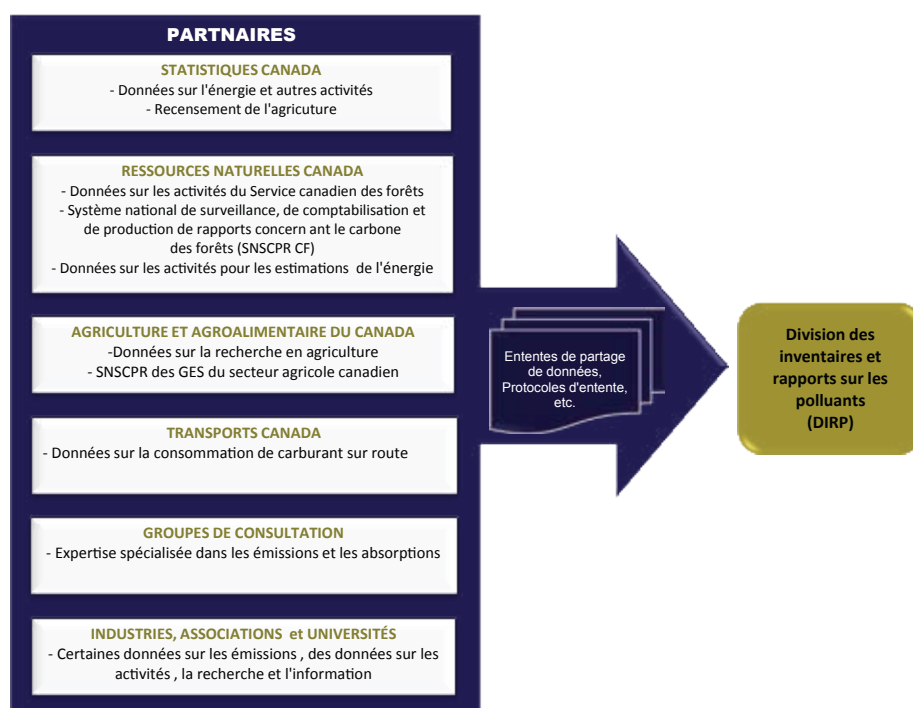 PARTNAIRES
STATISTIQUES CANADA
- Données sur l'énergie et autres activités
- Recensement de l'agricuture
RESSOURCES NATURELLES CANADA
- Données sur les activités du Service canadien des forêts
- Système national de surveillance, de comptabilisation et
de production de rapports concern ant le carbone
des forêts (SNSCPR CF)
- Données sur les activités pour les estimations de l'énergie
AGRICULTURE ET AGROALIMENTAIRE DU CANADA
-Données sur la recherche en agriculture
- SNSCPR des GES du secteur agricole canadien
TRANSPORTS CANADA
- Données sur la consommation de carburant sur route
GROUPES DE CONSULTATION
- Expertise spécialisée dans les émissions et les absorptions
INDUSTRIES, ASSOCIATIONS et UNIVERSITÉS
- Certaines données sur les émissions , des données sur les
activités , la recherche et l'information
Ententes de partage
de données,
Protocoles d'entente,
etc.
Division des
inventaires et
rapports sur les
polluants
(DIRP)